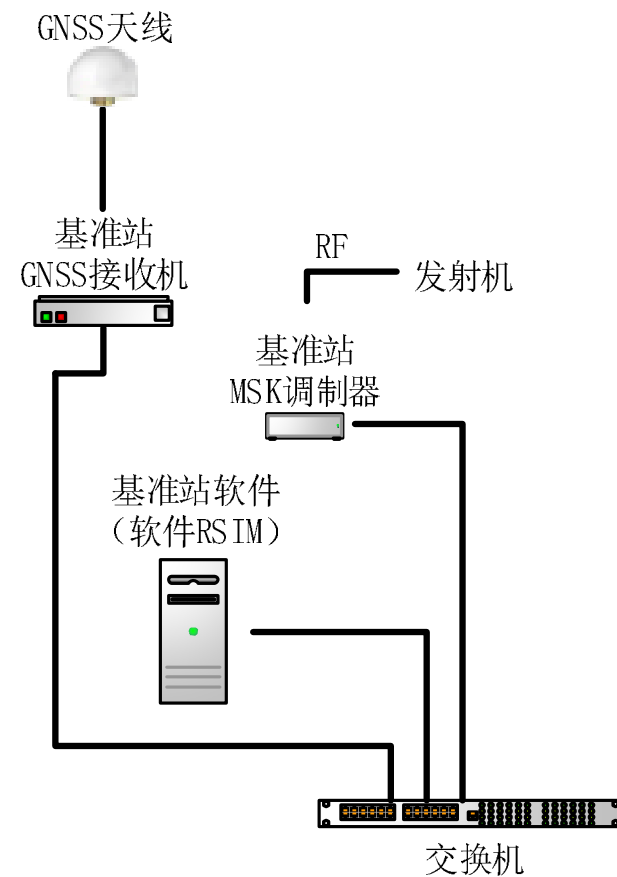 GNSS天线
基准站
GNSS接收机
RF
发射机
基准站
MSK调制器
基准站软件
（软件RSIM）
交换机